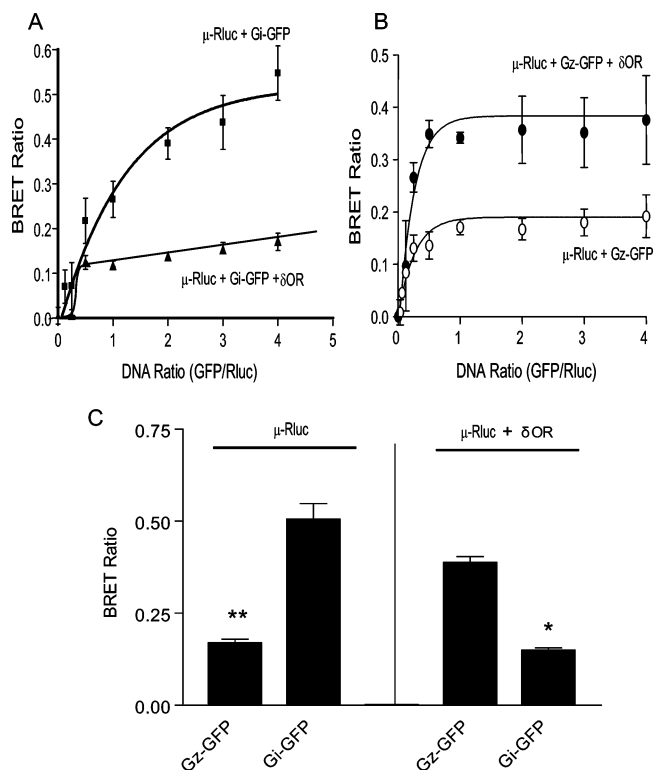 A
μ-Rluc + Gi-GFP
0.6
0.5
0.4
0.3
0.2
0.1
0.0
BRET Ratio
μ-Rluc + Gi-GFP +δOR
0 1 2 3 4 5
DNA Ratio (GFP/Rluc)
B
μ-Rluc + Gz-GFP + δOR
0.5
0.4
0.3
0.2
0.1
0.0
BRET Ratio
μ-Rluc + Gz-GFP
0 1 2 3 4
DNA Ratio (GFP/Rluc)
C
μ-Rluc
μ-Rluc + δOR
0.75
0.50
0.25
0.00
BRET Ratio
**
*
Gz-GFP
Gi-GFP
Gz-GFP
Gi-GFP